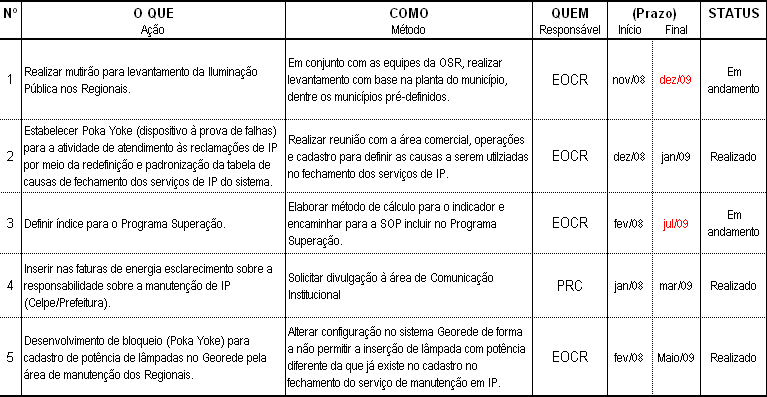 Nº O QUE COMO QUEM (Prazo) STATUS
Ação Método Responsável Início Final
1
Realizar mutirão para levantamento da Iluminação
Pública nos Regionais.
Em conjunto com as equipes da OSR, realizar
levantamento com base na planta do município,
dentre os municípios pré-definidos.
EOCR
nov/08
dez/09
Em
andamento
2
Estabelecer Poka Yoke (dispositivo à prova de falhas)
para a atividade de atendimento às reclamações de IP
por meio da redefinição e padronização da tabela de
causas de fechamento dos serviços de IP do sistema.
Realizar reunião com a área comercial, operações
e cadastro para definir as causas a serem utilziadas
no fechamento dos serviços de IP.
EOCR
dez/08
jan/09
Realizado
3
Definir índice para o Programa Superação.
Elaborar método de cálculo para o indicador e
encaminhar para a SOP incluir no Programa
Superação.
EOCR
fev/08
jul/09
Em
andamento
4
Inserir nas faturas de energia esclarecimento sobre a
responsabilidade sobre a manutenção de IP
(Celpe/Prefeitura).
Solicitar divulgação à área de Comunicação
Institucional
PRC
jan/08
mar/09
Realizado
5
Desenvolvimento de bloqueio (Poka Yoke) para
cadastro de potência de lâmpadas no Georede pela
área de manutenção dos Regionais.
Alterar configuração no sistema Georede de forma
a não permitir a inserção de lâmpada com potência
diferente da que já existe no cadastro no
fechamento do serviço de manutenção em IP.
EOCR
fev/08
Maio/09
Realizado